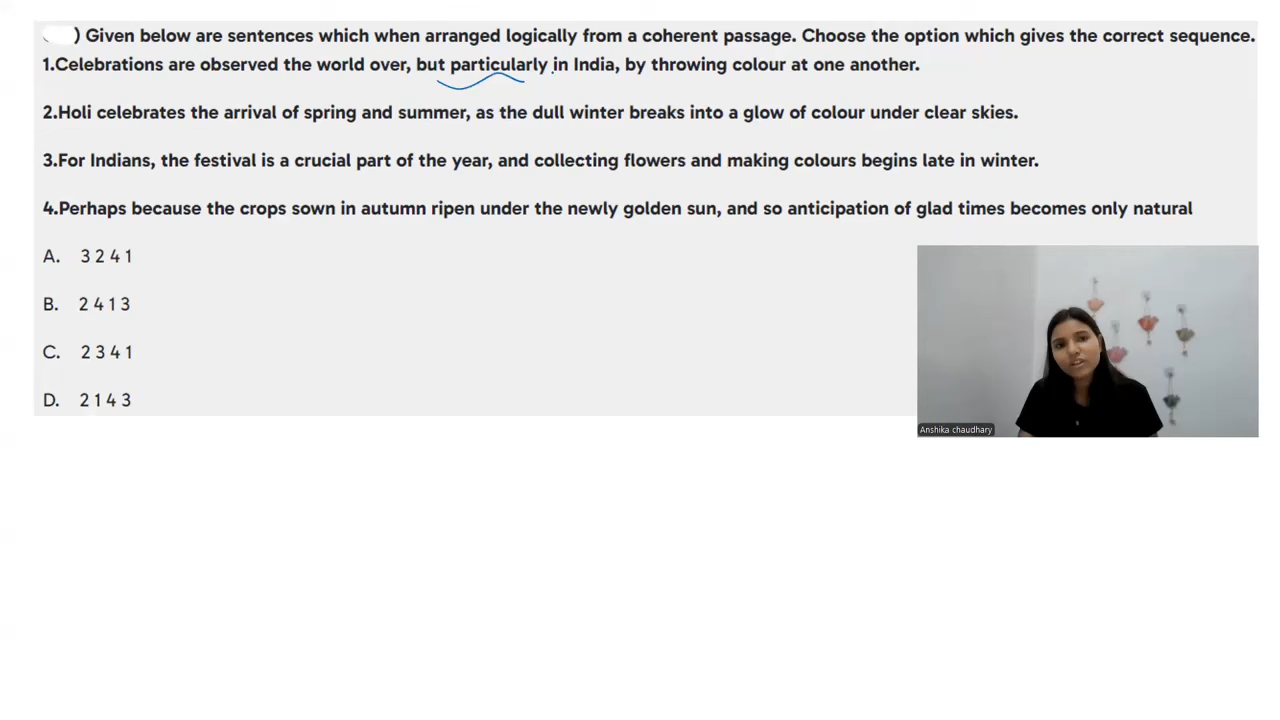 ) Given below are sentences which when arranged logically from a coherent passage. Choose the option which gives the correct sequence.
1.Celebrations are observed the world over, but particularly in India, by throwing colour at one another.
2.Holi celebrates the arrival of spring and summer, as the dull winter breaks into a glow of colour under clear skies.
3.For Indians, the festival is a crucial part of the year, and collecting flowers and making colours begins late in winter.
4.Perhaps because the crops sown in autumn ripen under the newly golden sun, and so anticipation of glad times becomes only natural
A. 3 2 4 1
B. 2 4 1 3
C. 2 3 4 1
D. 2 1 4 3
Anshika chaudhary